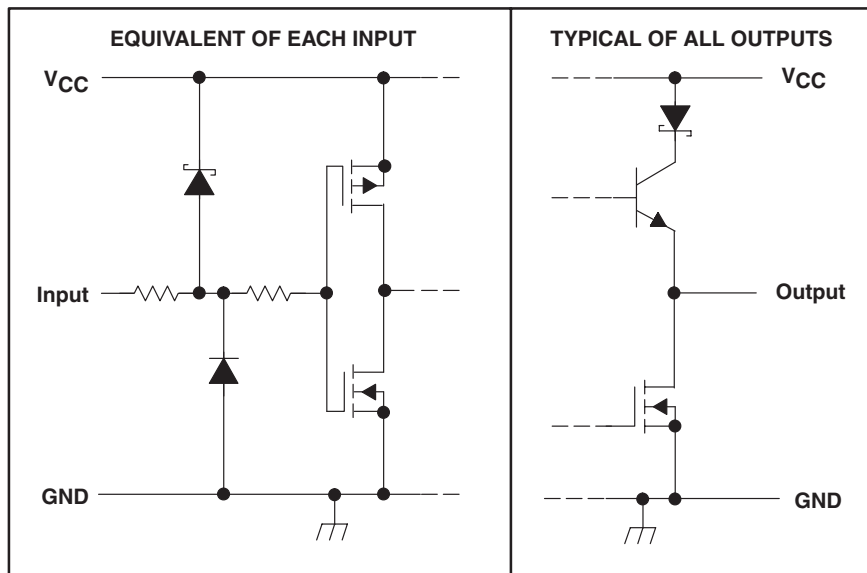 EQUIVALENT OF EACH INPUT
VCC
Input
GND
TYPICAL OF ALL OUTPUTS
VCC
Output
GND